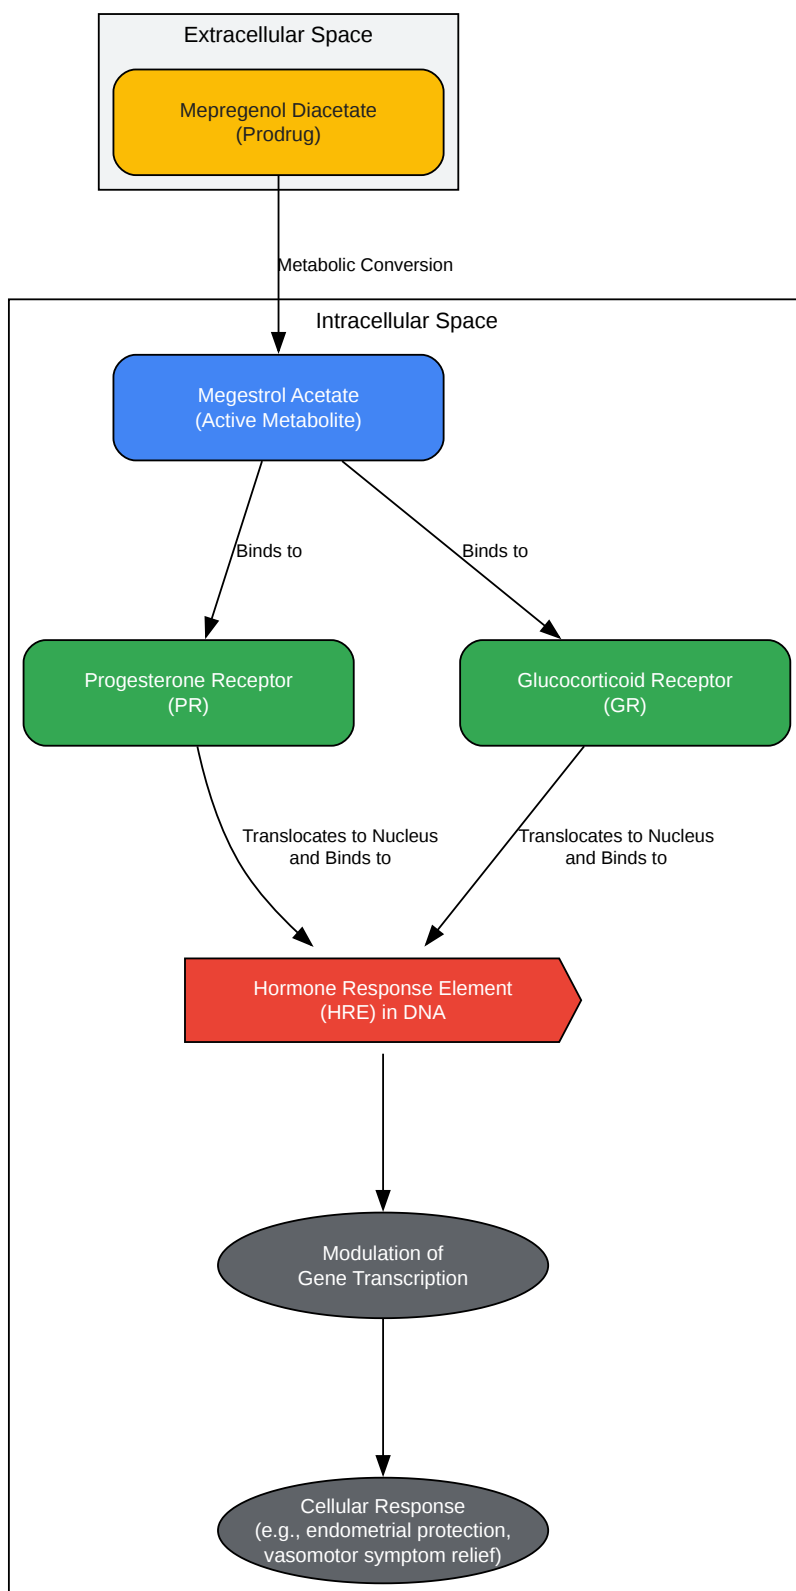 Extracellular Space
Mepregenol Diacetate
(Prodrug)
Metabolic Conversion
Intracellular Space
Megestrol Acetate
(Active Metabolite)
Binds to
Binds to
Progesterone Receptor
(PR)
Glucocorticoid Receptor
(GR)
Translocates to Nucleus
and Binds to
Translocates to Nucleus
and Binds to
Hormone Response Element
(HRE) in DNA
Modulation of
Gene Transcription
Cellular Response
(e.g., endometrial protection,
vasomotor symptom relief)